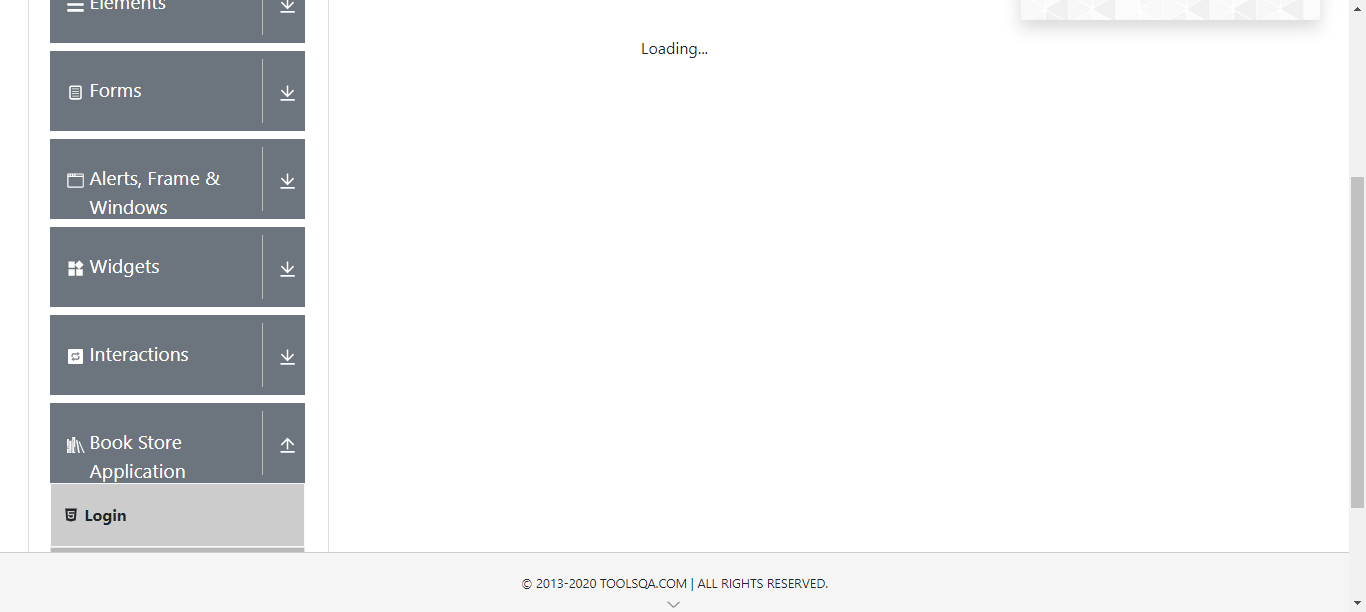 Elements
Loading...
Forms
Alerts, Frame &
Windows
Widgets
Interactions
Book Store
Application
Login
© 2013-2020 TOOLSQA.COM | ALL RIGHTS RESERVED.